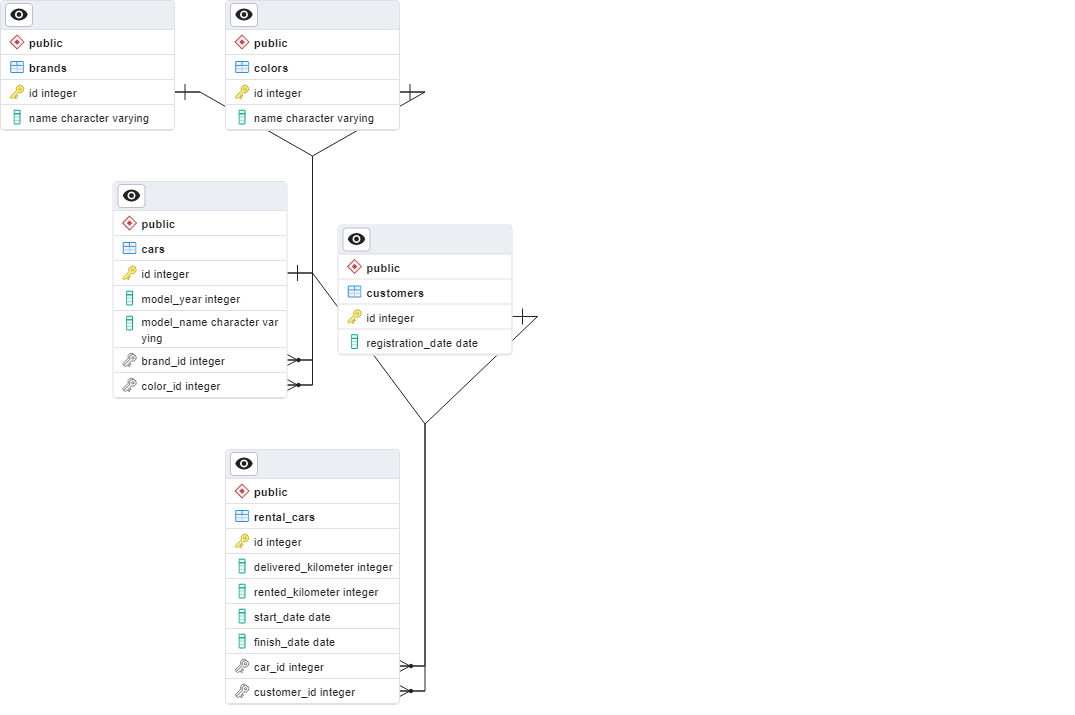 public
brands
id integer
name character varying
public
colors
id integer
name character varying
public
cars
id integer
model_year integer
model_name character var
ying
brand_id integer
color_id integer
public
customers
id integer
registration_date date
public
rental_cars
id integer
delivered_kilometer integer
rented_kilometer integer
start_date date
finish_date date
car_id integer
customer_id integer